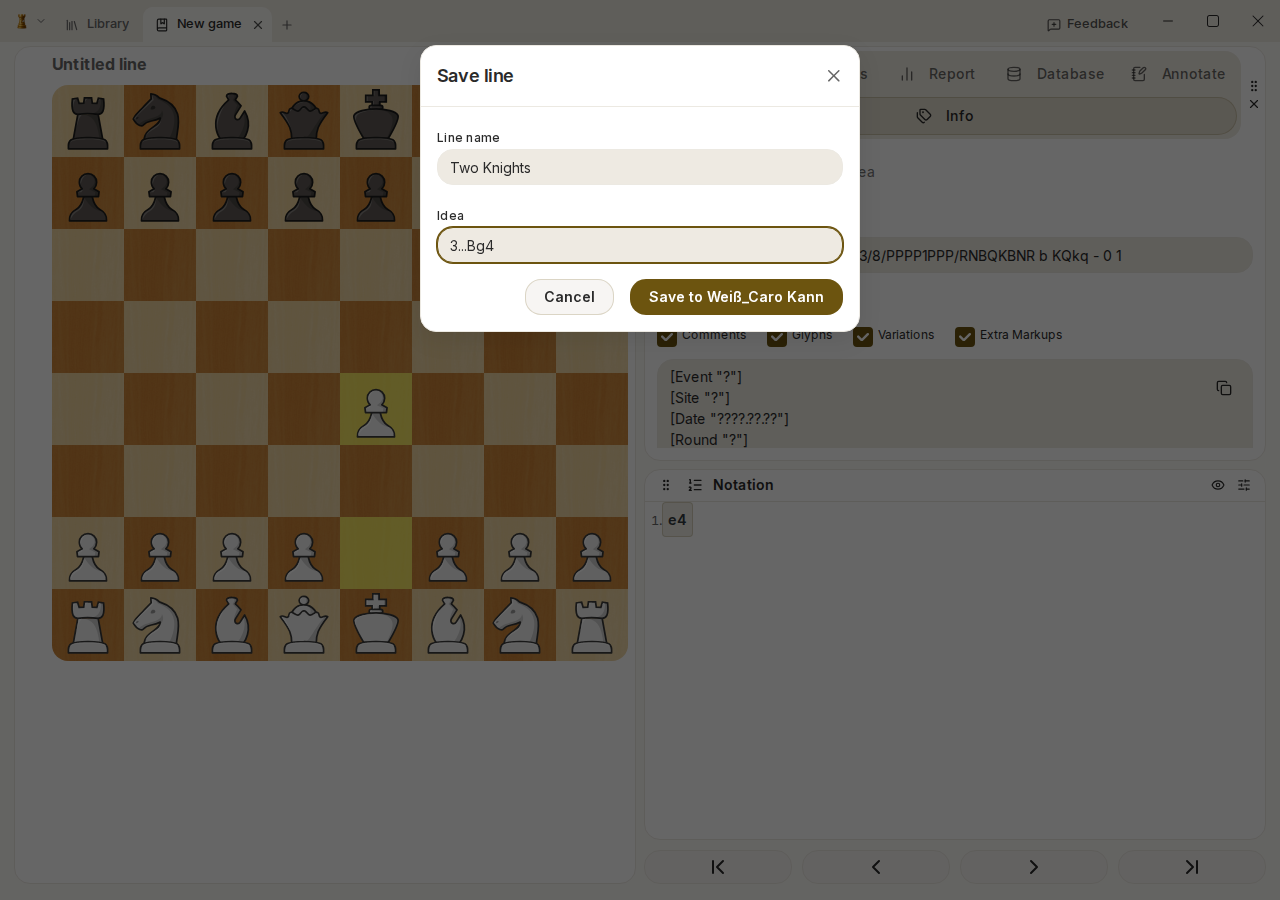 Library
New game
Feedback
Untitled line
Save line
s
Report
Database
Annotate
Info
Line name
Two Knights
ea
Idea
3...Bg4
3/8/PPPP1PPP/RNBQKBNR b KQkq - 0 1
Cancel
Save to Weiß_Caro Kann
Comments
Glyphs
Variations
Extra Markups
[Event "?"]
[Site "?"]
[Date "????.??.??"]
[Round "?"]
Notation
1. e4